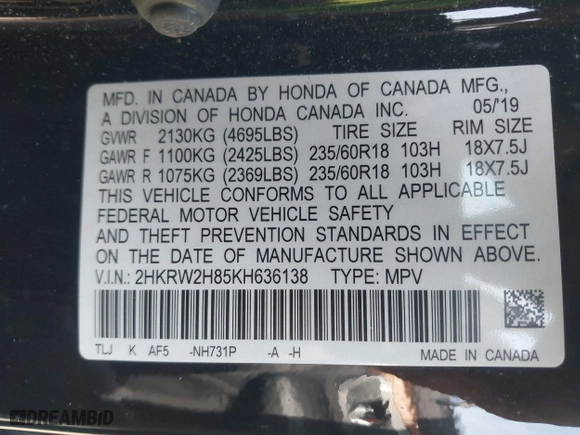 MFD. IN CANADA BY HONDA OF CANADA MFG.,
A DIVISION OF HONDA CANADA INC. 05/'19
GVWR 2130KG (4695LBS) TIRE SIZE RIM SIZE
GAWR F 1100KG (2425LBS) 235/60R18 103H 18X7.5J
GAWR R 1075KG (2369LBS) 235/60R18 103H 18X7.5J
THIS VEHICLE CONFORMS TO ALL APPLICABLE
FEDERAL MOTOR VEHICLE SAFETY
AND THEFT PREVENTION STANDARDS IN EFFECT
ON THE DATE OF MANUFACTURE SHOWN ABOVE.
V.I.N.: 2HKRW2H85KH636138 TYPE: MPV
TLJ K AF5 -NH731P -A -H
MADE IN CANADA
DREAMBID